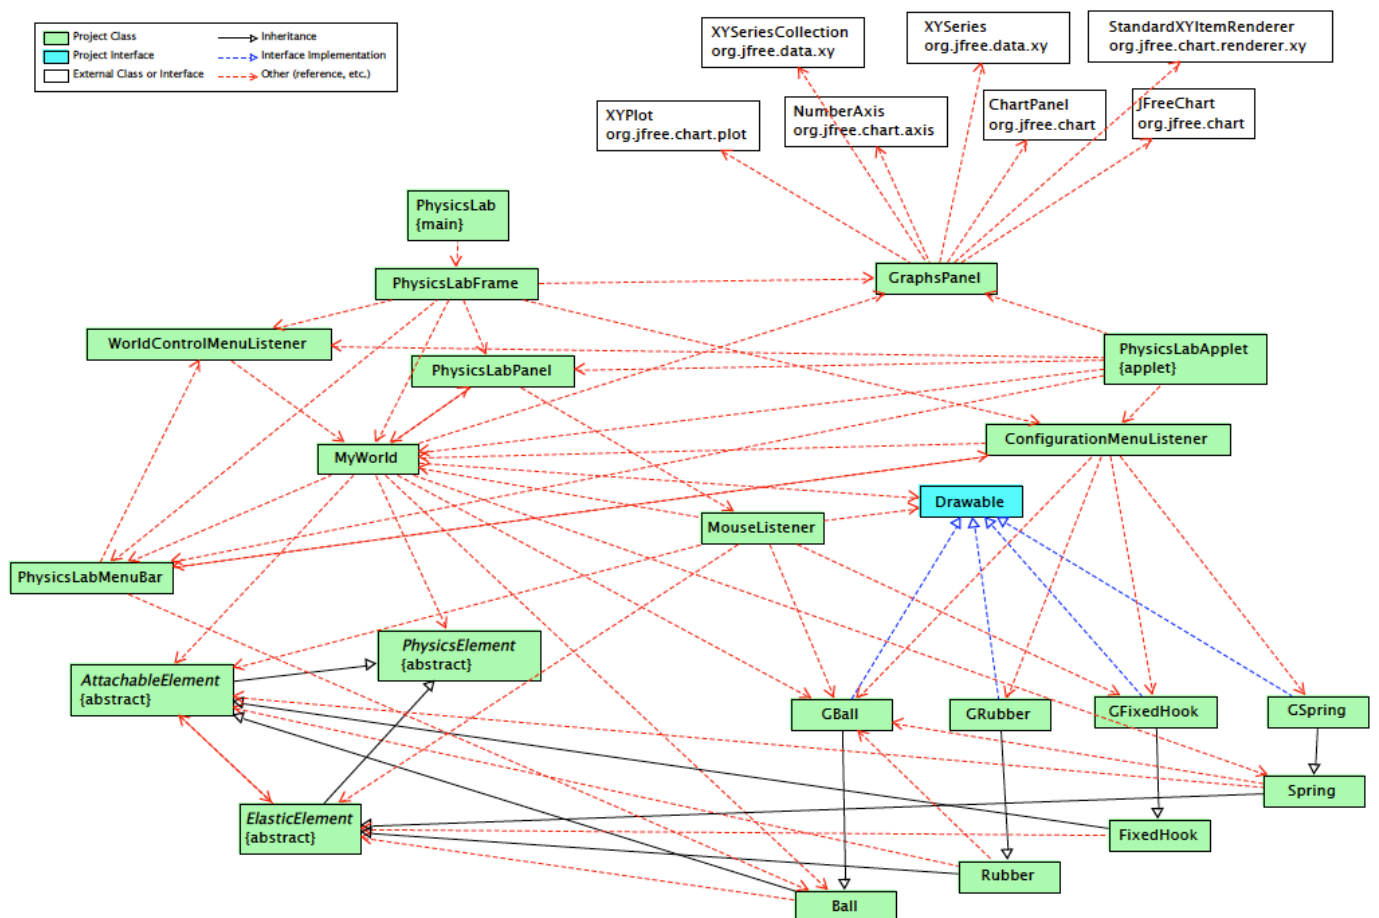 Project Class
Inheritance
Project Interface
Interface Implementation
External Class or Interface
Other (reference, etc.)
XYSeriesCollection
org.jfree.data.xy
XYSeries
org.jfree.data.xy
StandardXYItemRenderer
org.jfree.chart.renderer.xy
XYPlot
org.jfree.chart.plot
NumberAxis
org.jfree.chart.axis
ChartPanel
org.jfree.chart
JFreeChart
org.jfree.chart
PhysicsLab
{main}
PhysicsLabFrame
GraphsPanel
WorldControlMenuListener
PhysicsLabPanel
PhysicsLabApplet
{applet}
MyWorld
ConfigurationMenuListener
Drawable
MouseListener
PhysicsLabMenuBar
PhysicsElement
{abstract}
AttachableElement
{abstract}
GBall
GRubber
GFixedHook
GSpring
Spring
ElasticElement
{abstract}
FixedHook
Rubber
Ball